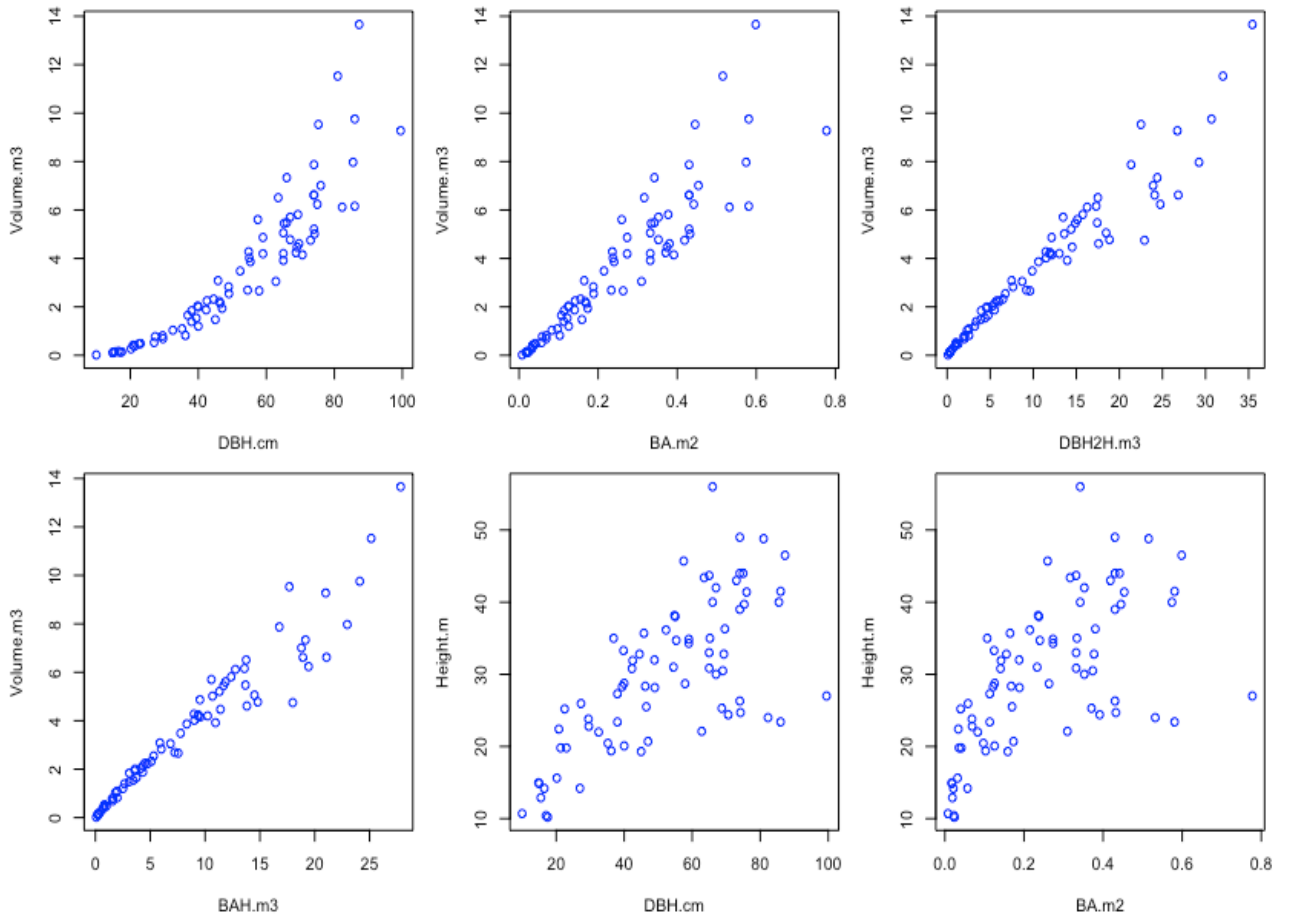 Volume.m3
0 2 4 6 8 10 12 14
20 40 60 80 100
DBH.cm
Volume.m3
0 2 4 6 8 10 12 14
0.0 0.2 0.4 0.6 0.8
BA.m2
Volume.m3
0 2 4 6 8 10 12 14
0 5 10 15 20 25 30 35
DBH2H.m3
Volume.m3
0 2 4 6 8 10 12 14
0 5 10 15 20 25
BAH.m3
Height.m
10 20 30 40 50
20 40 60 80 100
DBH.cm
Height.m
10 20 30 40 50
0.0 0.2 0.4 0.6 0.8
BA.m2